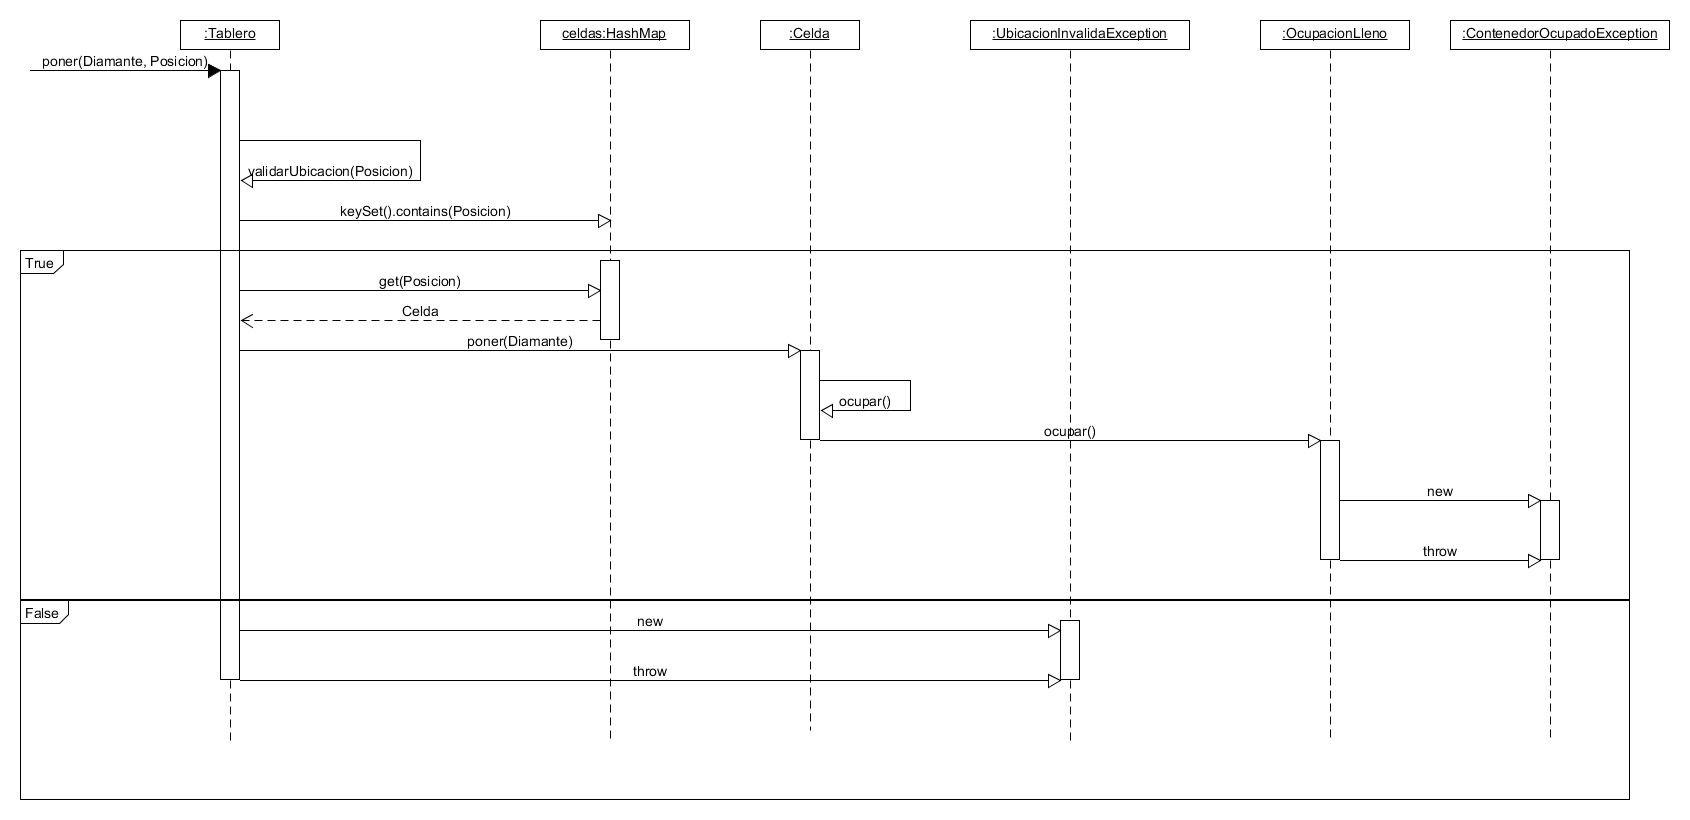 :Tablero
celdas:HashMap
:Celda
:UbicacionInvalidaException
:OcupacionLleno
:ContenedorOcupadoException
poner(Diamante, Posicion)
validarUbicacion(Posicion)
keySet().contains(Posicion)
True
get(Posicion)
Celda
poner(Diamante)
ocupar()
ocupar()
new
throw
False
new
throw